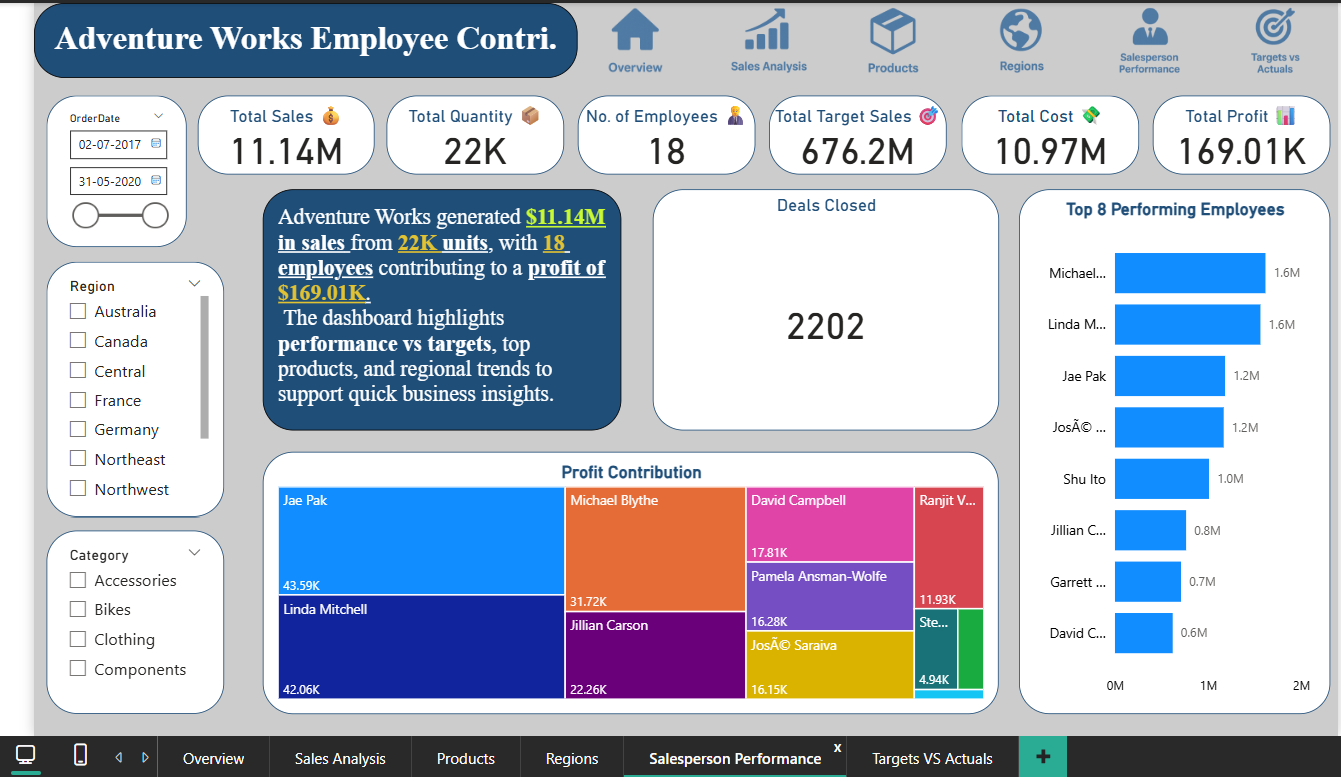 Adventure Works Employee Contri.
Overview
Sales Analysis
Products
Regions
Salesperson
Performance
Targets vs
Actuals
OrderDate
02-07-2017
31-05-2020
Total Sales 💰
11.14M
Total Quantity 📦
22K
No. of Employees
18
Total Target Sales 🎯
676.2M
Total Cost 💸
10.97M
Total Profit 📊
169.01K
Region
Australia
Canada
Central
France
Germany
Northeast
Northwest
Category
Accessories
Bikes
Clothing
Components
Adventure Works generated $11.14M
in sales from 22K units, with 18
employees contributing to a profit of
$169.01K.
The dashboard highlights
performance vs targets, top
products, and regional trends to
support quick business insights.
Deals Closed
2202
Profit Contribution
Jae Pak
43.59K
Linda Mitchell
42.06K
Michael Blythe
31.72K
Jillian Carson
22.26K
David Campbell
17.81K
Pamela Ansman-Wolfe
16.28K
JosÃ© Saraiva
16.15K
Ranjit V...
11.93K
Ste...
4.94K
Top 8 Performing Employees
Michael... 1.6M
Linda M... 1.6M
Jae Pak 1.2M
JosÃ© ... 1.2M
Shu Ito 1.0M
Jillian C... 0.8M
Garrett ... 0.7M
David C... 0.6M
0M 1M 2M
Overview
Sales Analysis
Products
Regions
Salesperson Performance
x
Targets VS Actuals
+